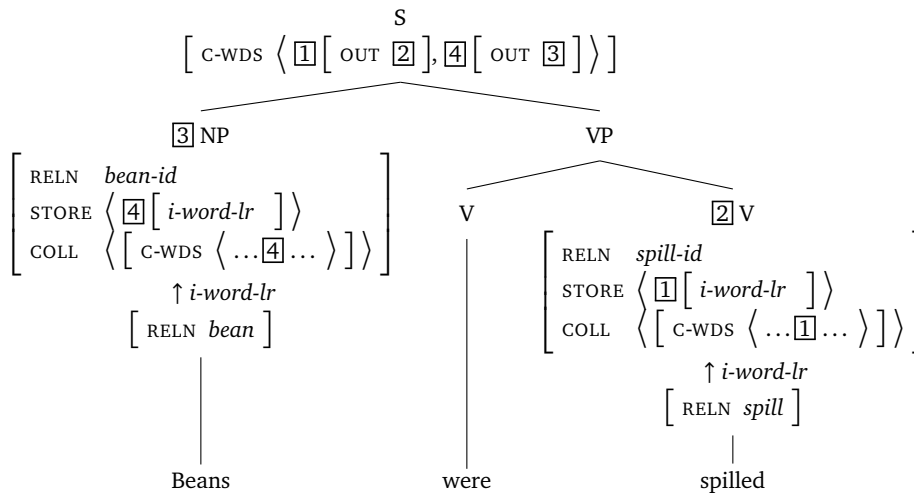 S
[ C-WDS ⟨ 1 [ OUT 2 ], 4 [ OUT 3 ] ⟩ ]
3 NP VP
RELN bean-id
STORE ⟨ 4 [ i-word-lr ] ⟩
COLL ⟨ [ C-WDS ⟨ … 4 … ⟩ ] ⟩
↑ i-word-lr
[ RELN bean ]
V 2 V
RELN spill-id
STORE ⟨ 1 [ i-word-lr ] ⟩
COLL ⟨ [ C-WDS ⟨ … 1 … ⟩ ] ⟩
↑ i-word-lr
[ RELN spill ]
Beans were spilled